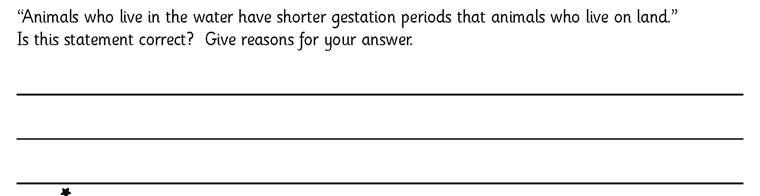 “Animals who live in the water have shorter gestation periods that animals who live on land.”
Is this statement correct?  Give reasons for your answer.